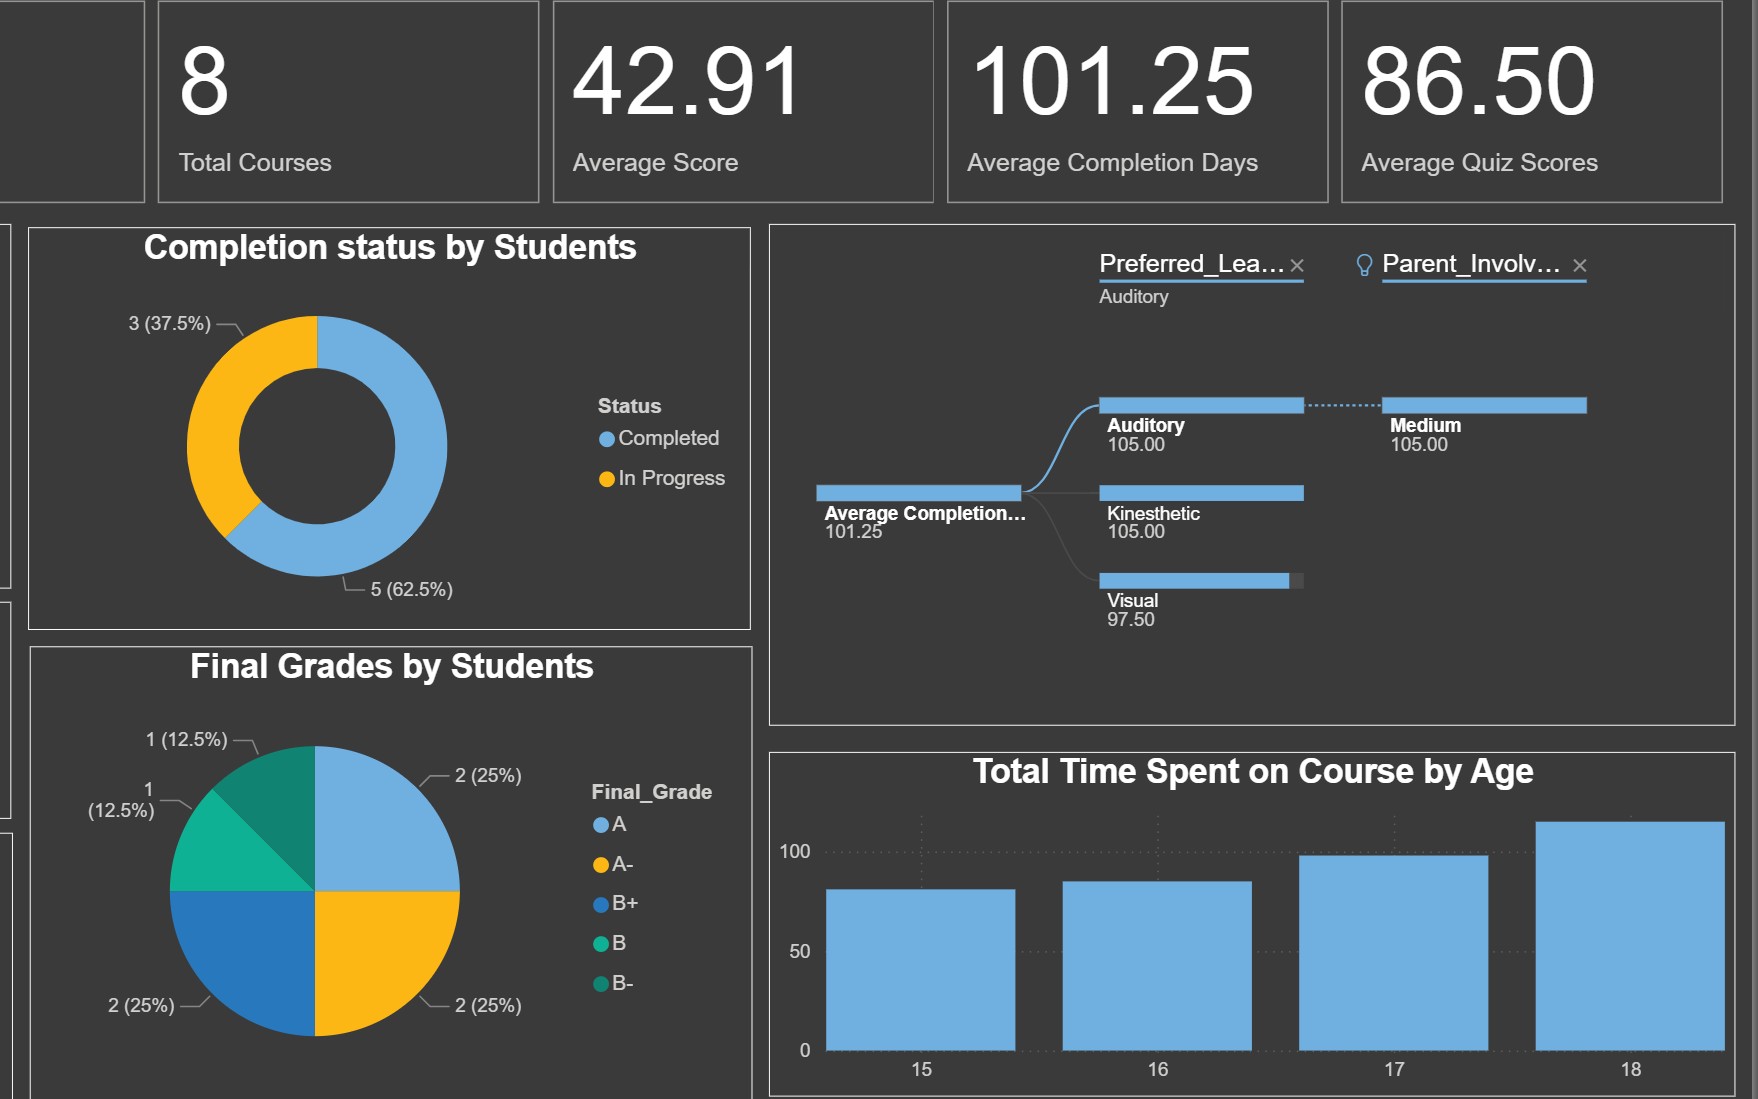 8
Total Courses
42.91
Average Score
101.25
Average Completion Days
86.50
Average Quiz Scores
Completion status by Students
3 (37.5%)
5 (62.5%)
Status
Completed
In Progress
Preferred_Lea...
Auditory
Parent_Involv...
Average Completion...
101.25
Auditory
105.00
Kinesthetic
105.00
Visual
97.50
Medium
105.00
Final Grades by Students
1 (12.5%)
1
(12.5%)
2 (25%)
2 (25%)
2 (25%)
Final_Grade
A
A-
B+
B
B-
Total Time Spent on Course by Age
100
50
0
15
16
17
18